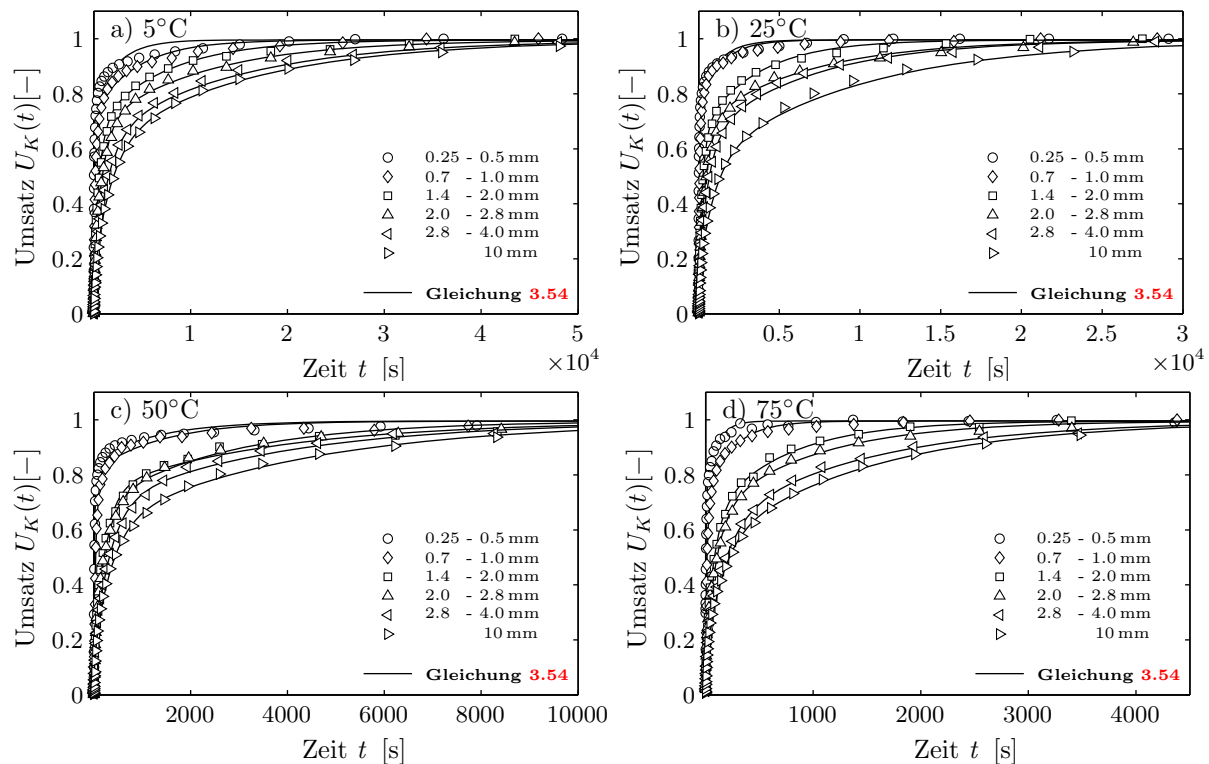 a) 5°C
Umsatz U_K(t)[−]
1
0.8
0.6
0.4
0.2
0
0.25 - 0.5 mm
0.7 - 1.0 mm
1.4 - 2.0 mm
2.0 - 2.8 mm
2.8 - 4.0 mm
10 mm
Gleichung 3.54
1 2 3 4 5
×10⁴
Zeit t [s]
b) 25°C
Umsatz U_K(t)[−]
1
0.8
0.6
0.4
0.2
0
0.25 - 0.5 mm
0.7 - 1.0 mm
1.4 - 2.0 mm
2.0 - 2.8 mm
2.8 - 4.0 mm
10 mm
Gleichung 3.54
0.5 1 1.5 2 2.5 3
×10⁴
Zeit t [s]
c) 50°C
Umsatz U_K(t)[−]
1
0.8
0.6
0.4
0.2
0
0.25 - 0.5 mm
0.7 - 1.0 mm
1.4 - 2.0 mm
2.0 - 2.8 mm
2.8 - 4.0 mm
10 mm
Gleichung 3.54
2000 4000 6000 8000 10000
Zeit t [s]
d) 75°C
Umsatz U_K(t)[−]
1
0.8
0.6
0.4
0.2
0
0.25 - 0.5 mm
0.7 - 1.0 mm
1.4 - 2.0 mm
2.0 - 2.8 mm
2.8 - 4.0 mm
10 mm
Gleichung 3.54
1000 2000 3000 4000
Zeit t [s]